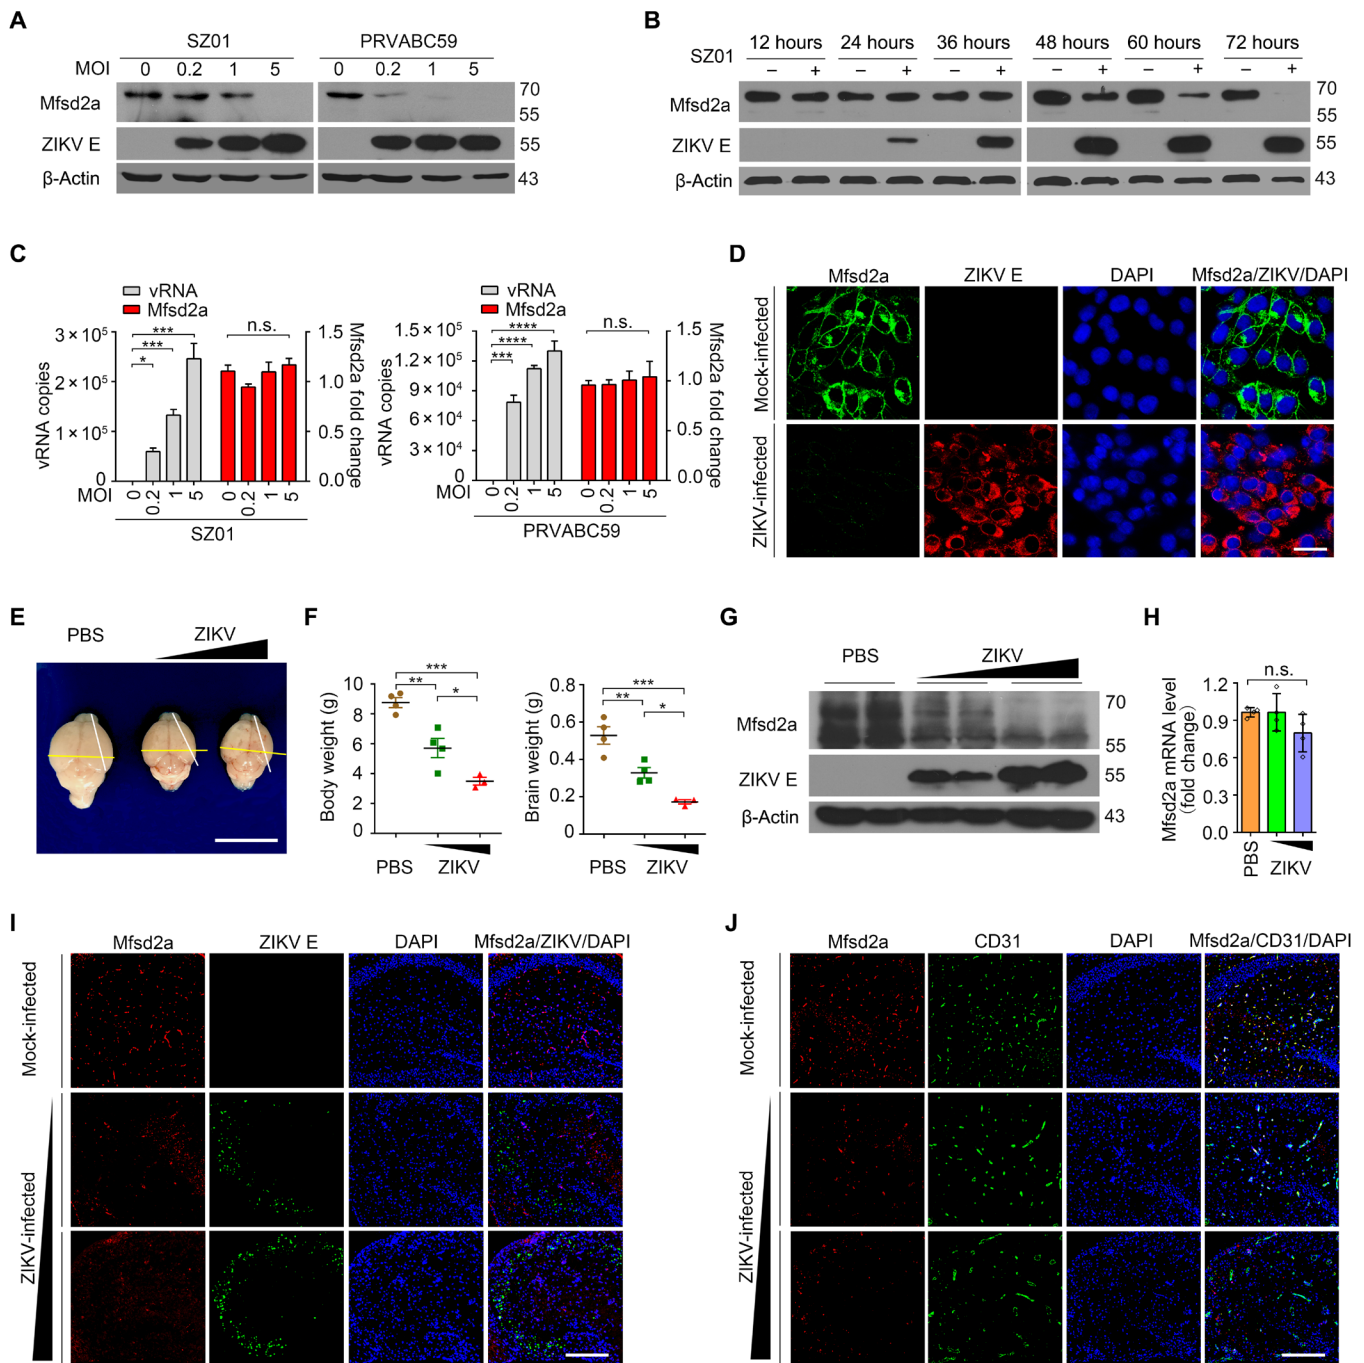 A
SZ01 PRVABC59
MOI 0 0.2 1 5 0 0.2 1 5
Mfsd2a 70
55
ZIKV E 55
β-Actin 43
B
12 hours 24 hours 36 hours 48 hours 60 hours 72 hours
SZ01 − + − + − + − + − + − +
Mfsd2a 70
55
ZIKV E 55
β-Actin 43
C
vRNA
Mfsd2a
vRNA copies
3 × 10⁵
2 × 10⁵
1 × 10⁵
0
*
***
***
n.s.
1.5
1.0
0.5
0.0
Mfsd2a fold change
MOI 0 0.2 1 5 0 0.2 1 5
SZ01
vRNA
Mfsd2a
vRNA copies
1.5 × 10⁵
1.2 × 10⁵
9 × 10⁴
6 × 10⁴
3 × 10⁴
0
****
****
***
n.s.
1.5
1.0
0.5
0.0
Mfsd2a fold change
MOI 0 0.2 1 5 0 0.2 1 5
PRVABC59
D
Mfsd2a ZIKV E DAPI Mfsd2a/ZIKV/DAPI
Mock-infected
ZIKV-infected
E
PBS ZIKV
F
Body weight (g)
10
8
6
4
2
0
***
** *
PBS ZIKV
Brain weight (g)
0.8
0.6
0.4
0.2
0
***
** *
PBS ZIKV
G
PBS ZIKV
Mfsd2a 70
55
ZIKV E 55
β-Actin 43
H
Mfsd2a mRNA level
(fold change)
1.2
0.9
0.6
0.3
0.0
n.s.
PBS
ZIKV
I
Mfsd2a ZIKV E DAPI Mfsd2a/ZIKV/DAPI
Mock-infected
ZIKV-infected
J
Mfsd2a CD31 DAPI Mfsd2a/CD31/DAPI
Mock-infected
ZIKV-infected